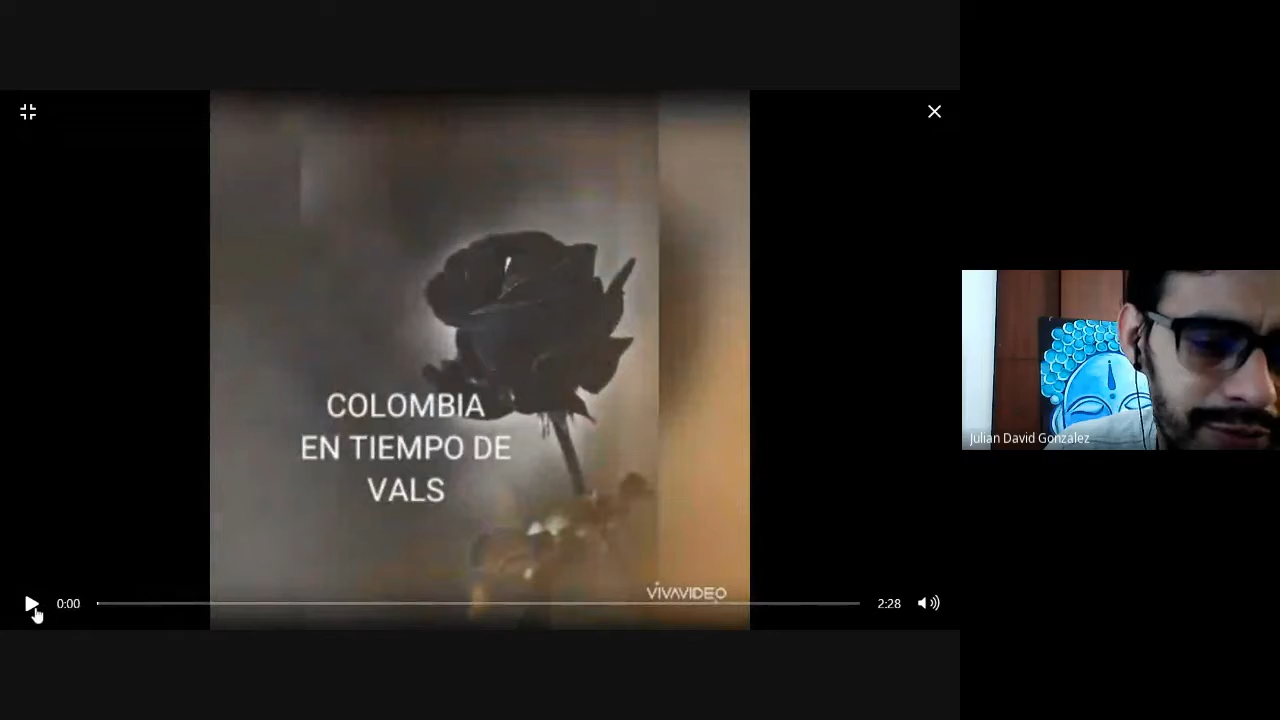 COLOMBIA
EN TIEMPO DE
VALS
VIVAVIDEO
0:00
2:28
Julian David Gonzalez